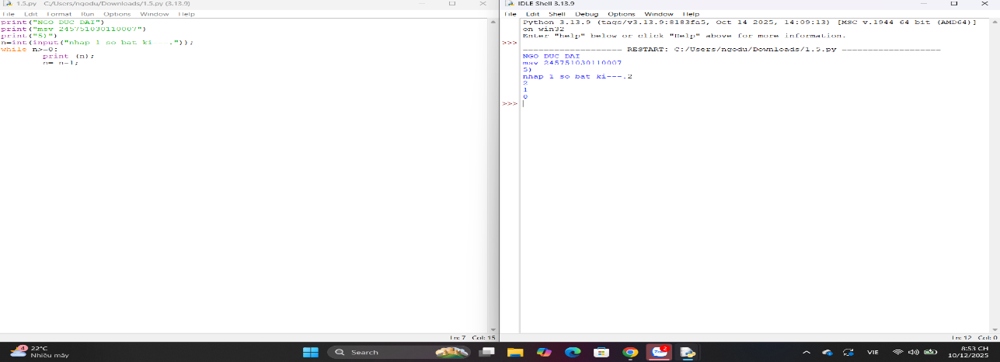 1.5.py - C:/Users/ngodu/Downloads/1.5.py (3.13.9)
File Edit Format Run Options Window Help
print("NGO DUC DAI")
print("msv 245751030110007")
print("5)")
n=int(input("nhap 1 so bat ki---."));
while n>=0:
print (n);
n= n-1;
Ln: 7 Col: 15
IDLE Shell 3.13.9
File Edit Shell Debug Options Window Help
Python 3.13.9 (tags/v3.13.9:8183fa5, Oct 14 2025, 14:09:13) [MSC v.1944 64 bit (AMD64)]
on win32
Enter "help" below or click "Help" above for more information.
>>>
=================== RESTART: C:/Users/ngodu/Downloads/1.5.py ===================
NGO DUC DAI
msv 245751030110007
5)
nhap 1 so bat ki---.2
2
1
0
>>>
Ln: 12 Col: 0
4
22°C
Nhiều mây
Search
Zalo
2
VIE
8:53 CH
10/12/2025